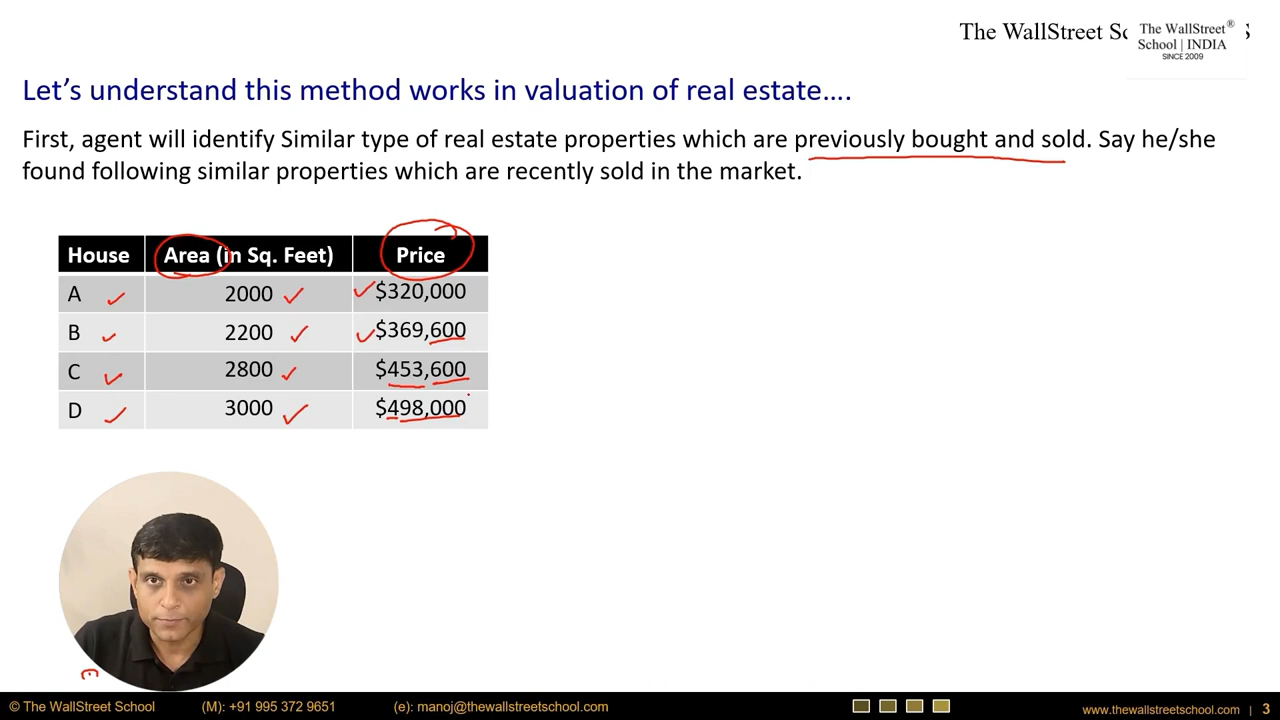 The WallStreet
The WallStreet®
School | INDIA
SINCE 2009
Let’s understand this method works in valuation of real estate….
First, agent will identify Similar type of real estate properties which are previously bought and sold. Say he/she
found following similar properties which are recently sold in the market.
House Area (in Sq. Feet) Price
A 2000 $320,000
B 2200 $369,600
C 2800 $453,600
D 3000 $498,000
© The WallStreet School (M): +91 995 372 9651 (e): manoj@thewallstreetschool.com www.thewallstreetschool.com | 3